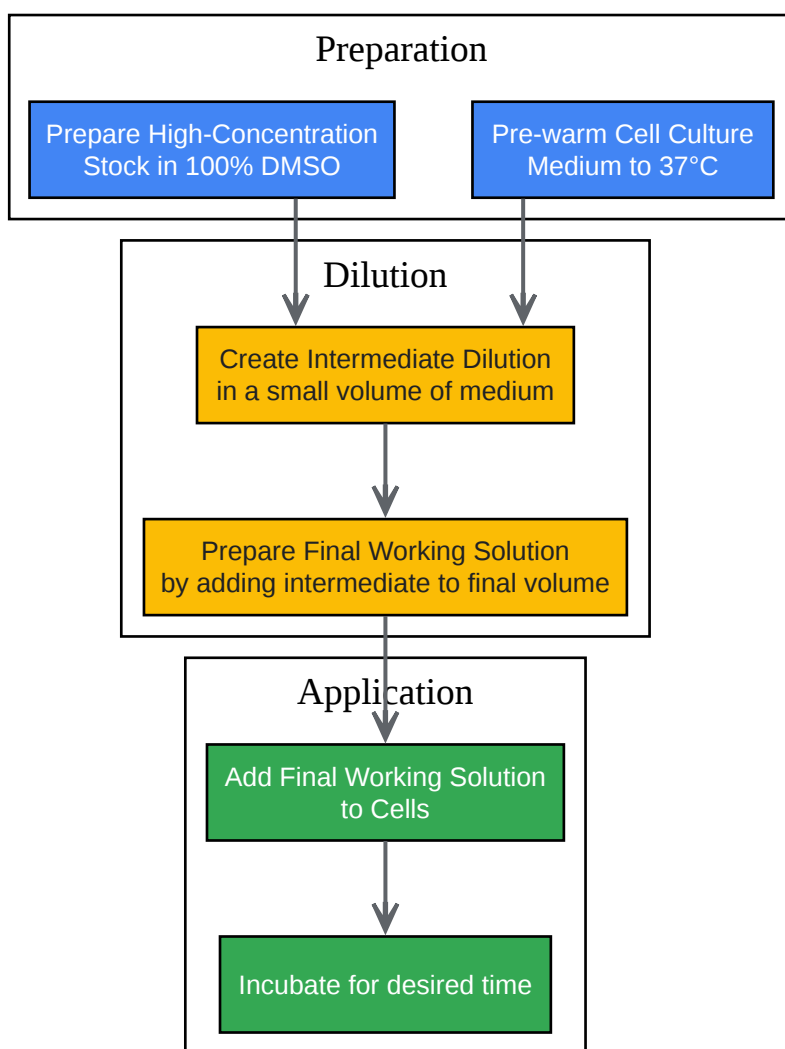 Preparation
Prepare High-Concentration
Stock in 100% DMSO
Pre-warm Cell Culture
Medium to 37°C
Dilution
Create Intermediate Dilution
in a small volume of medium
Prepare Final Working Solution
by adding intermediate to final volume
Application
Add Final Working Solution
to Cells
Incubate for desired time